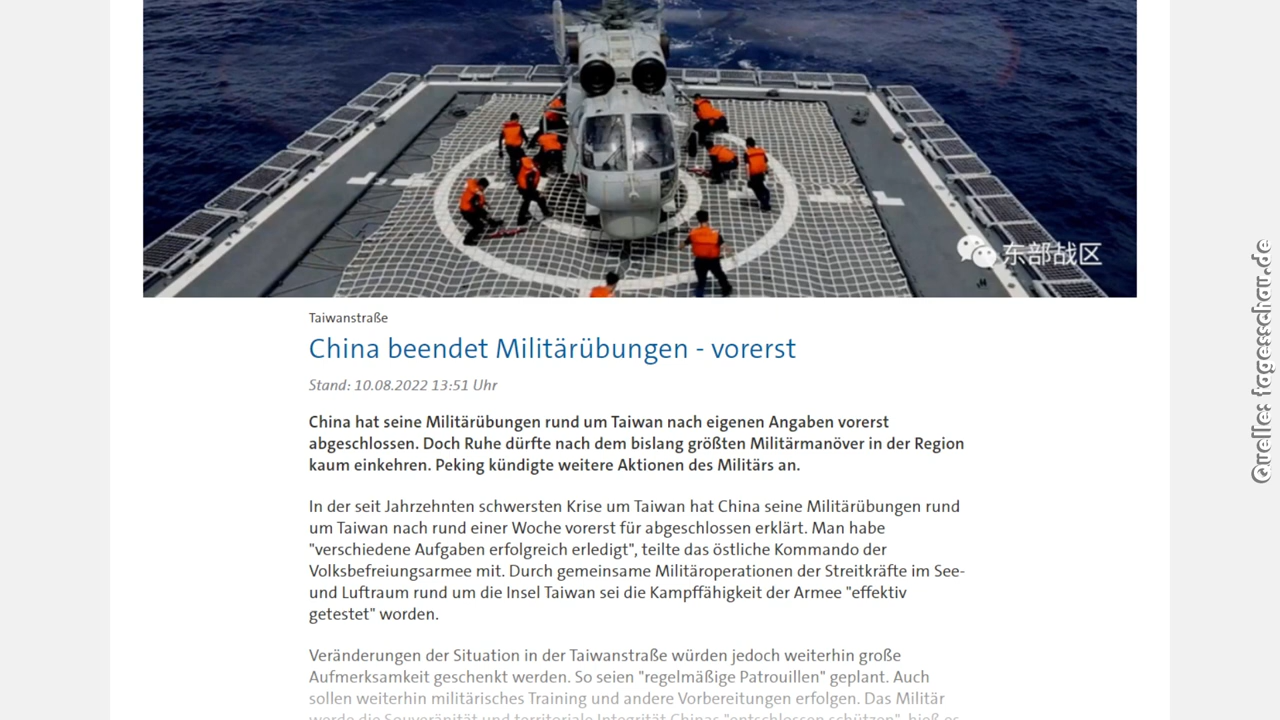 东部战区
Taiwanstraße
China beendet Militärübungen - vorerst
Stand: 10.08.2022 13:51 Uhr
China hat seine Militärübungen rund um Taiwan nach eigenen Angaben vorerst
abgeschlossen. Doch Ruhe dürfte nach dem bislang größten Militärmanöver in der Region
kaum einkehren. Peking kündigte weitere Aktionen des Militärs an.
In der seit Jahrzehnten schwersten Krise um Taiwan hat China seine Militärübungen rund
um Taiwan nach rund einer Woche vorerst für abgeschlossen erklärt. Man habe
"verschiedene Aufgaben erfolgreich erledigt", teilte das östliche Kommando der
Volksbefreiungsarmee mit. Durch gemeinsame Militäroperationen der Streitkräfte im See-
und Luftraum rund um die Insel Taiwan sei die Kampffähigkeit der Armee "effektiv
getestet" worden.
Veränderungen der Situation in der Taiwanstraße würden jedoch weiterhin große
Aufmerksamkeit geschenkt werden. So seien "regelmäßige Patrouillen" geplant. Auch
sollen weiterhin militärisches Training und andere Vorbereitungen erfolgen. Das Militär
werde die Souveränität und territoriale Integrität Chinas "entschlossen schützen", hieß es
Quelle: tagesschau.de